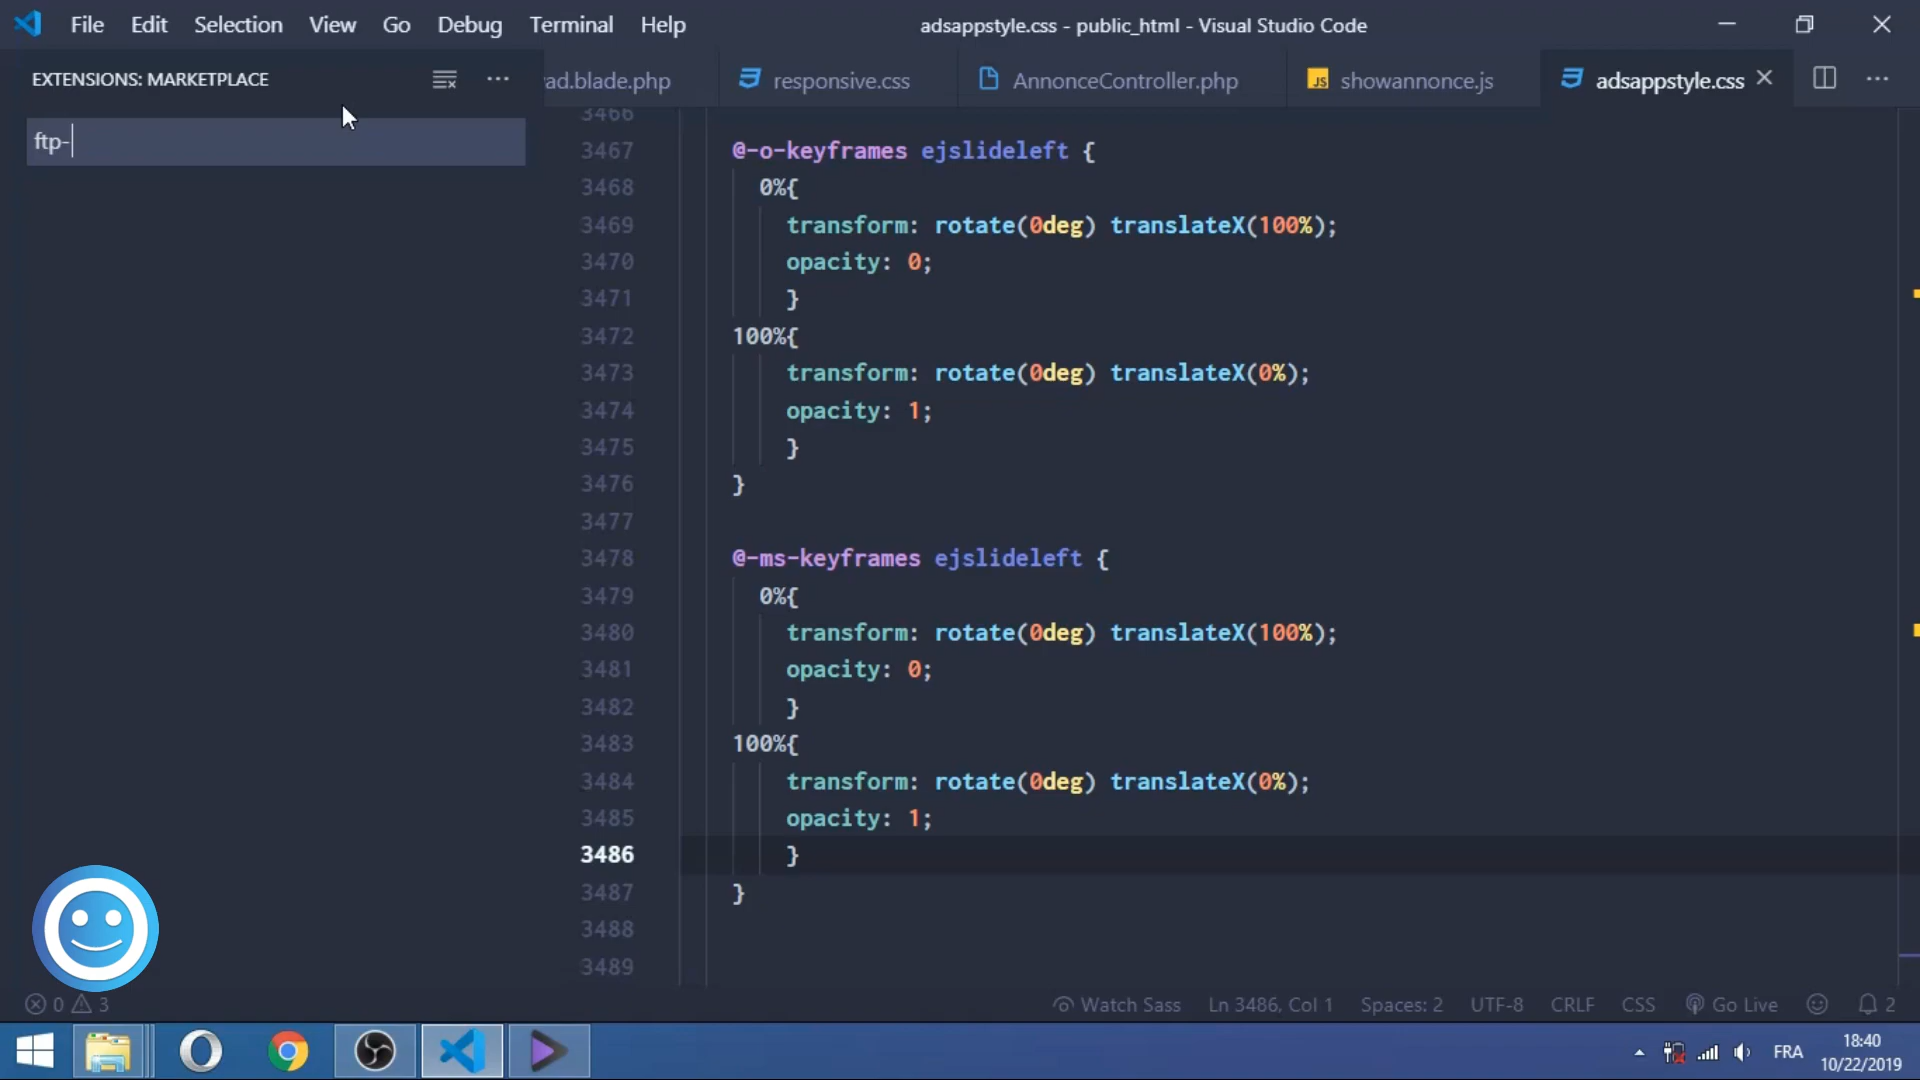 File Edit Selection View Go Debug Terminal Help
adsappstyle.css - public_html - Visual Studio Code
EXTENSIONS: MARKETPLACE
ftp-
ad.blade.php
responsive.css
AnnonceController.php
JS showannonce.js
adsappstyle.css
3466
3467 @-o-keyframes ejslideleft {
3468 0%{
3469 transform: rotate(0deg) translateX(100%);
3470 opacity: 0;
3471 }
3472 100%{
3473 transform: rotate(0deg) translateX(0%);
3474 opacity: 1;
3475 }
3476 }
3477
3478 @-ms-keyframes ejslideleft {
3479 0%{
3480 transform: rotate(0deg) translateX(100%);
3481 opacity: 0;
3482 }
3483 100%{
3484 transform: rotate(0deg) translateX(0%);
3485 opacity: 1;
3486 }
3487 }
3488
3489
0 3 Watch Sass Ln 3486, Col 1 Spaces: 2 UTF-8 CRLF CSS Go Live 2
FRA
18:40
10/22/2019